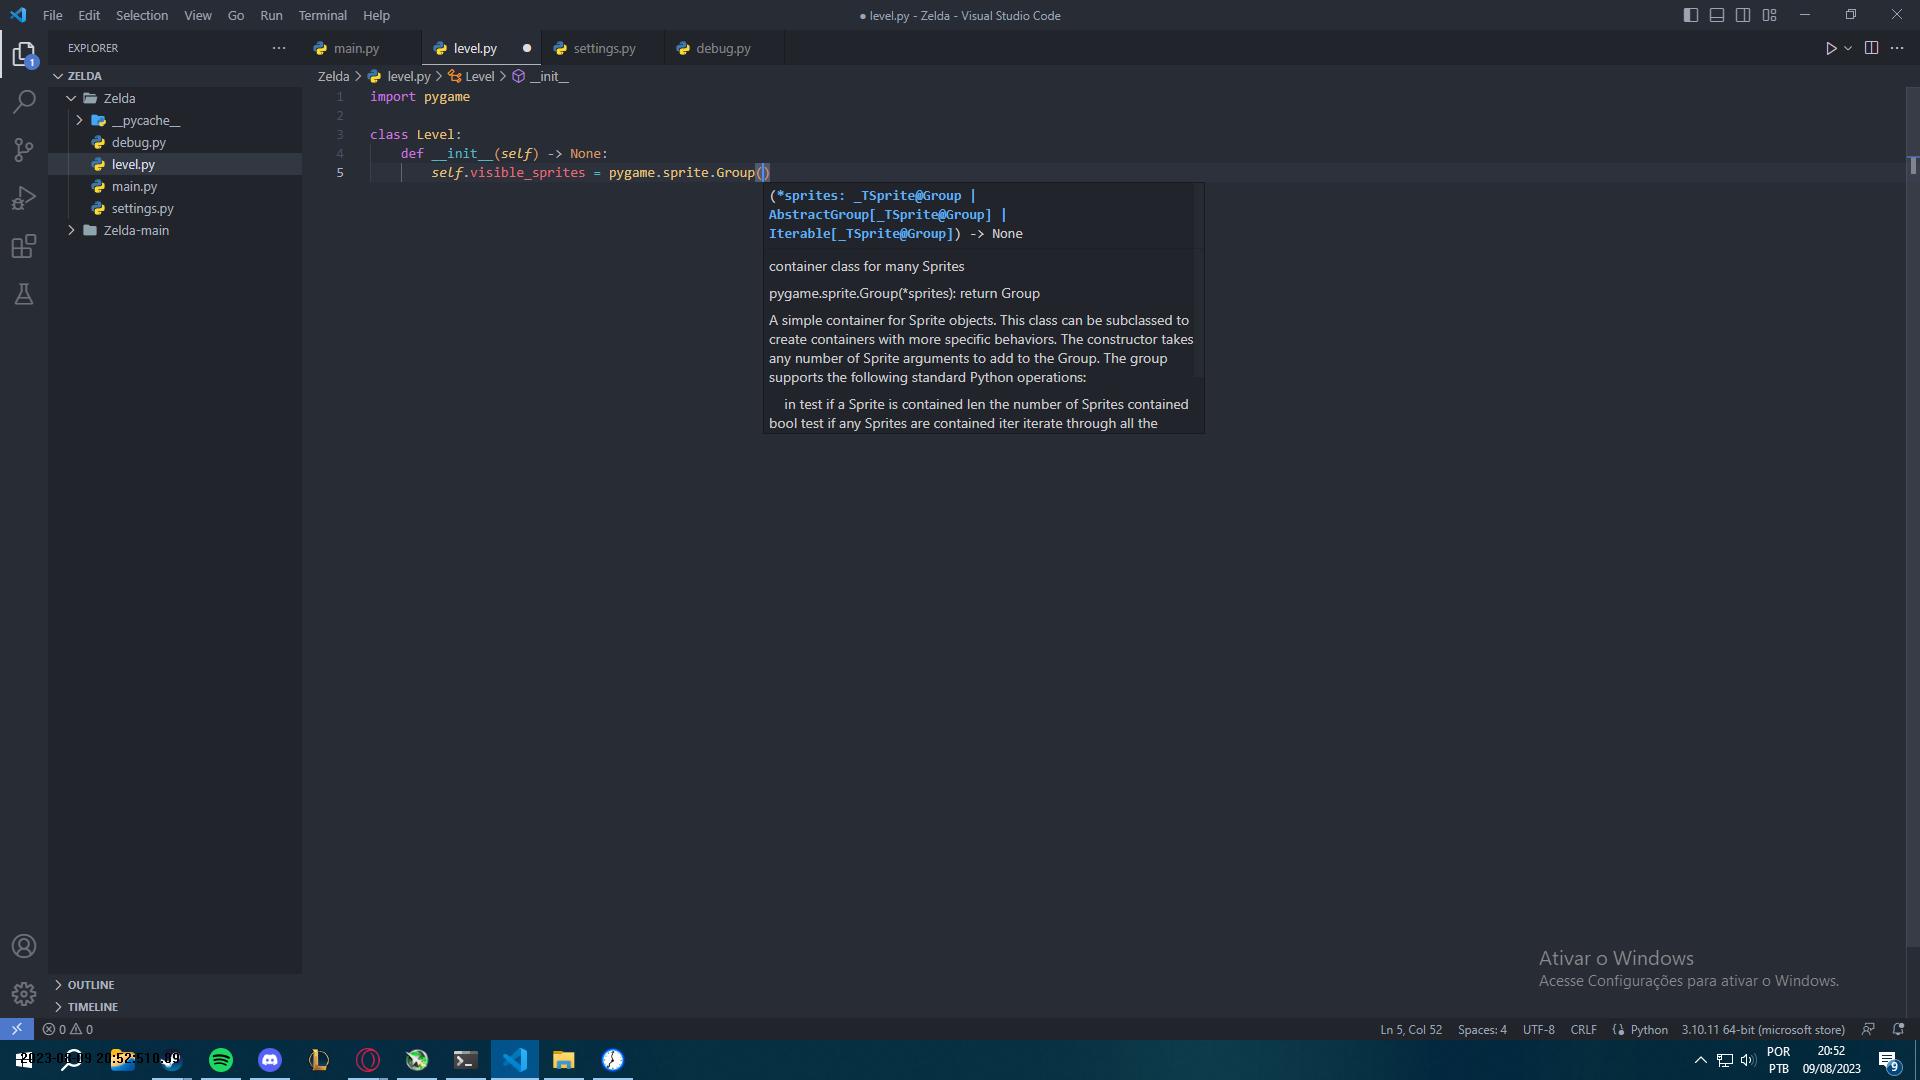 File Edit Selection View Go Run Terminal Help
● level.py - Zelda - Visual Studio Code
EXPLORER
main.py
level.py
settings.py
debug.py
1
ZELDA
Zelda
__pycache__
debug.py
level.py
main.py
settings.py
Zelda-main
Zelda > level.py > Level > __init__
1 import pygame
2
3 class Level:
4 def __init__(self) -> None:
5 self.visible_sprites = pygame.sprite.Group()
(*sprites: _TSprite@Group |
AbstractGroup[_TSprite@Group] |
Iterable[_TSprite@Group]) -> None
container class for many Sprites
pygame.sprite.Group(*sprites): return Group
A simple container for Sprite objects. This class can be subclassed to
create containers with more specific behaviors. The constructor takes
any number of Sprite arguments to add to the Group. The group
supports the following standard Python operations:
in test if a Sprite is contained len the number of Sprites contained
bool test if any Sprites are contained iter iterate through all the
Ativar o Windows
Acesse Configurações para ativar o Windows.
OUTLINE
TIMELINE
0 0
Ln 5, Col 52 Spaces: 4 UTF-8 CRLF Python 3.10.11 64-bit (microsoft store)
2023-08-09 20:52:510.89
POR
PTB
20:52
09/08/2023
9